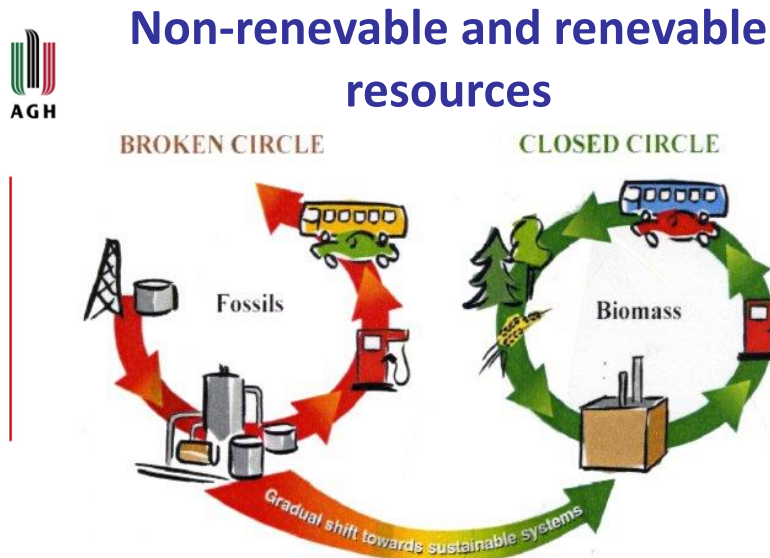 Non-renevable and renevable
resources
AGH
BROKEN CIRCLE
CLOSED CIRCLE
Fossils
Biomass
Gradual shift towards sustainable systems